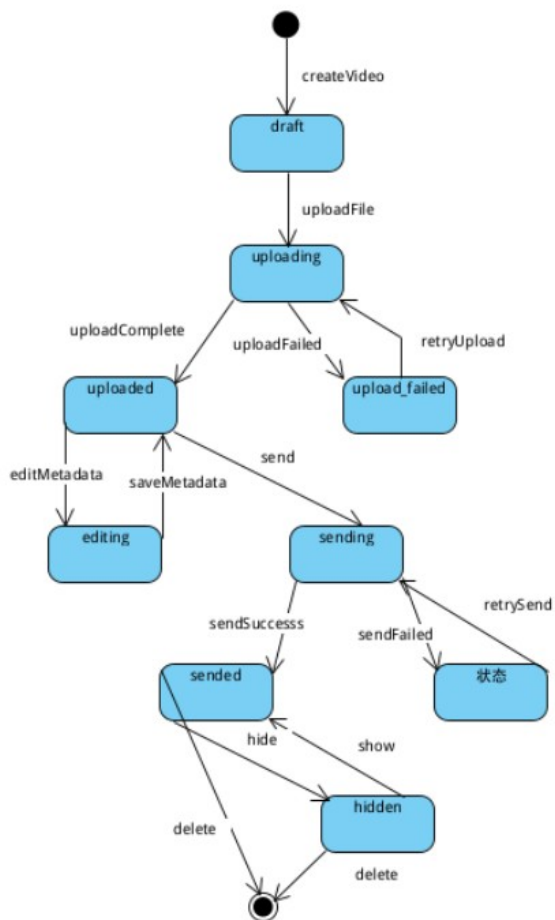 createVideo
draft
uploadFile
uploading
uploadComplete
uploadFailed
retryUpload
uploaded
upload_failed
editMetadata
saveMetadata
send
editing
sending
sendSuccesss
sendFailed
retrySend
sended
状态
hide
show
hidden
delete
delete